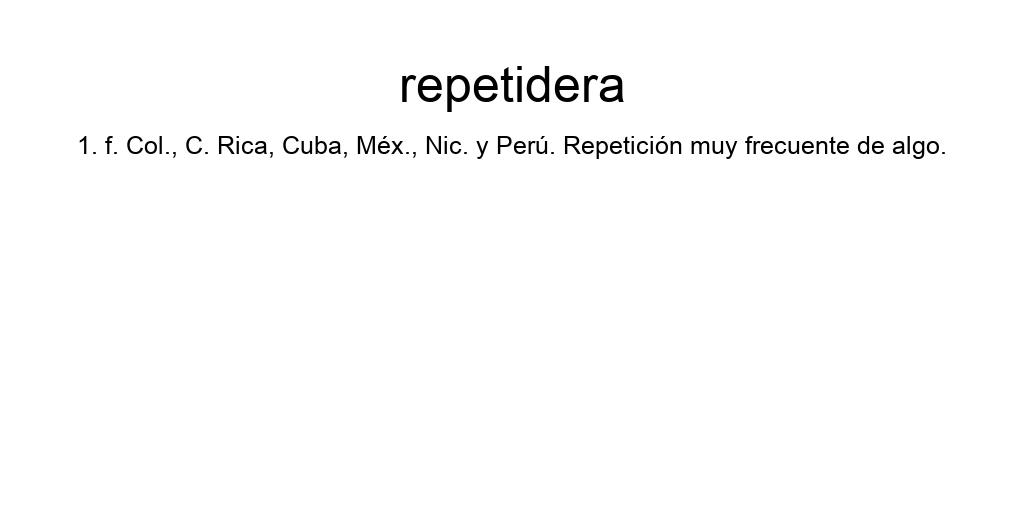 repetidera
1. f. Col., C. Rica, Cuba, Méx., Nic. y Perú. Repetición muy frecuente de algo.